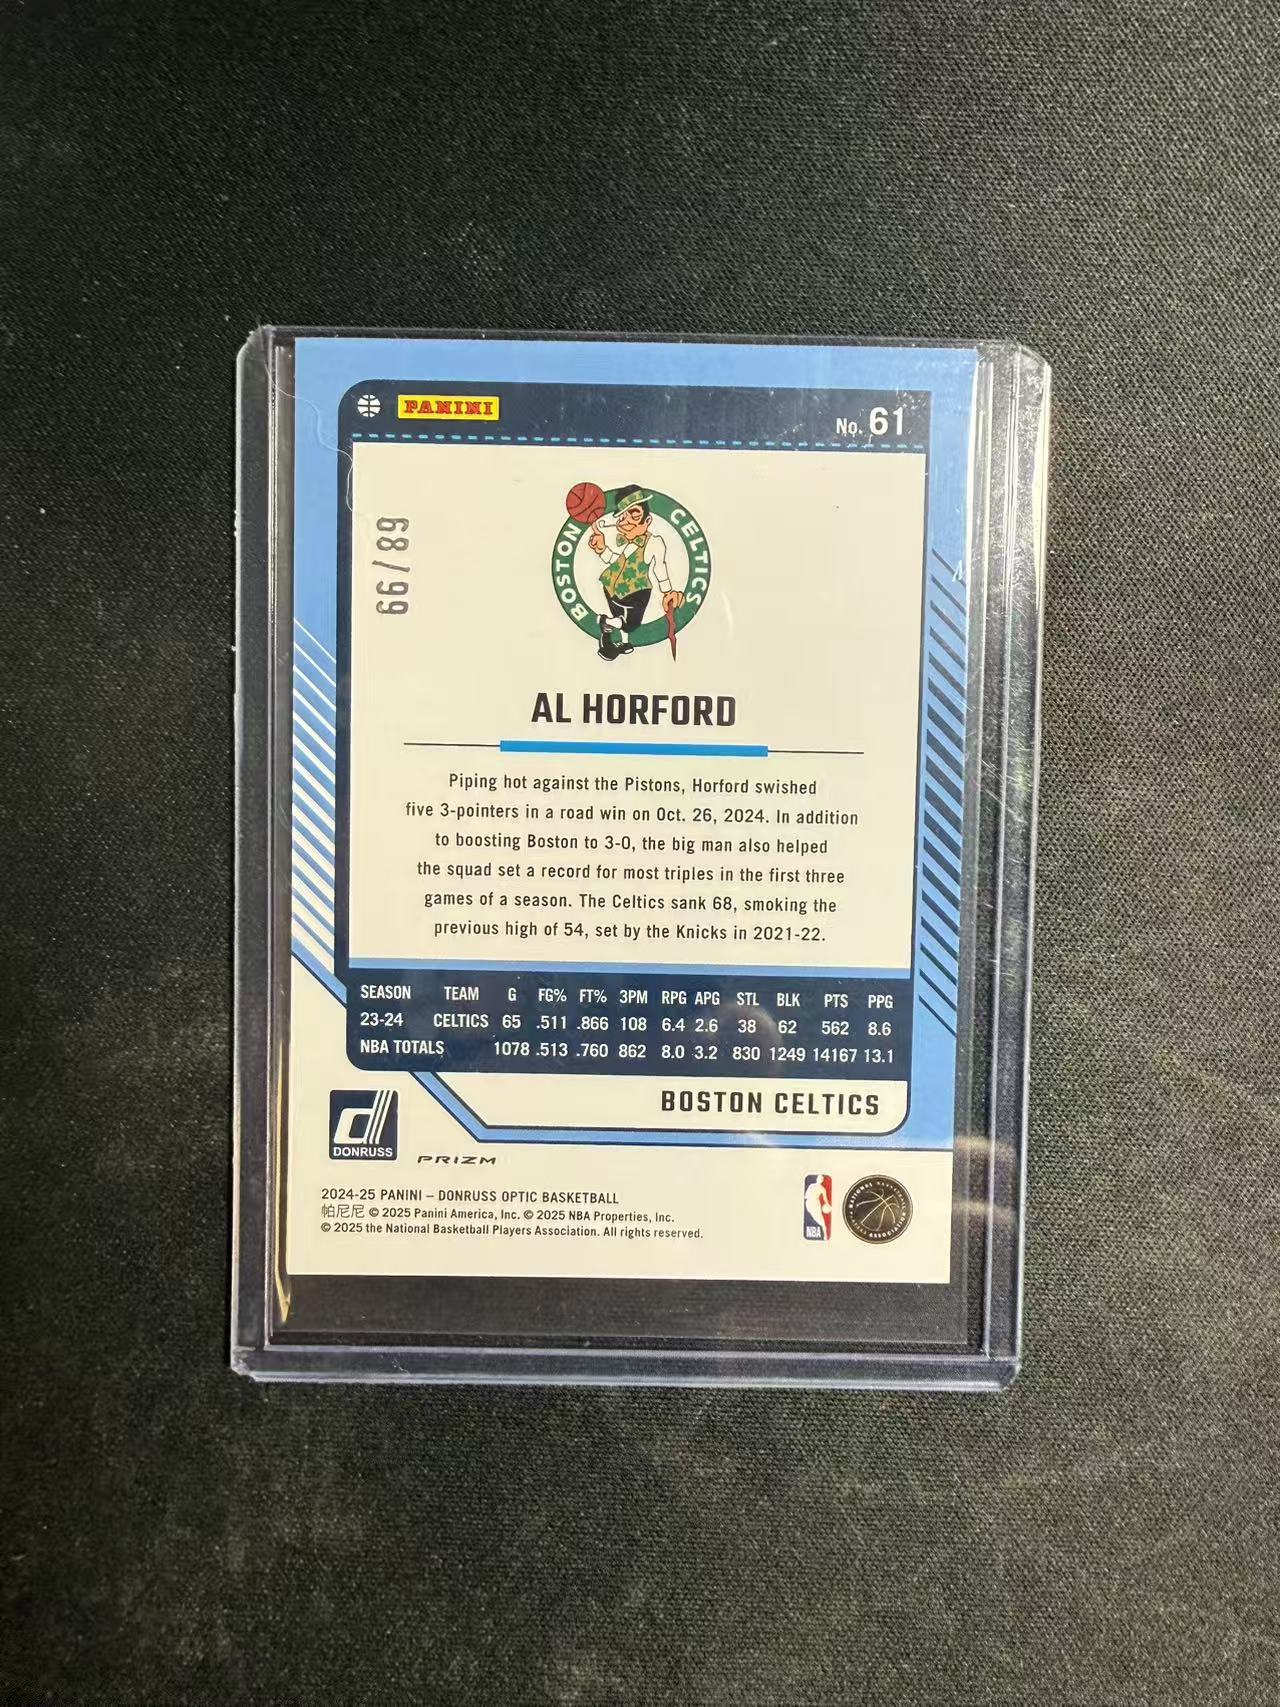 PANINI
No. 61
68/99
BOSTON CELTICS
AL HORFORD
Piping hot against the Pistons, Horford swished
five 3-pointers in a road win on Oct. 26, 2024. In addition
to boosting Boston to 3-0, the big man also helped
the squad set a record for most triples in the first three
games of a season. The Celtics sank 68, smoking the
previous high of 54, set by the Knicks in 2021-22.
SEASON TEAM G FG% FT% 3PM RPG APG STL BLK PTS PPG
23-24 CELTICS 65 .511 .866 108 6.4 2.6 38 62 562 8.6
NBA TOTALS 1078 .513 .760 862 8.0 3.2 830 1249 14167 13.1
BOSTON CELTICS
DONRUSS
PRIZM
2024-25 PANINI – DONRUSS OPTIC BASKETBALL
帕尼尼 © 2025 Panini America, Inc. © 2025 NBA Properties, Inc.
© 2025 the National Basketball Players Association. All rights reserved.
NBA